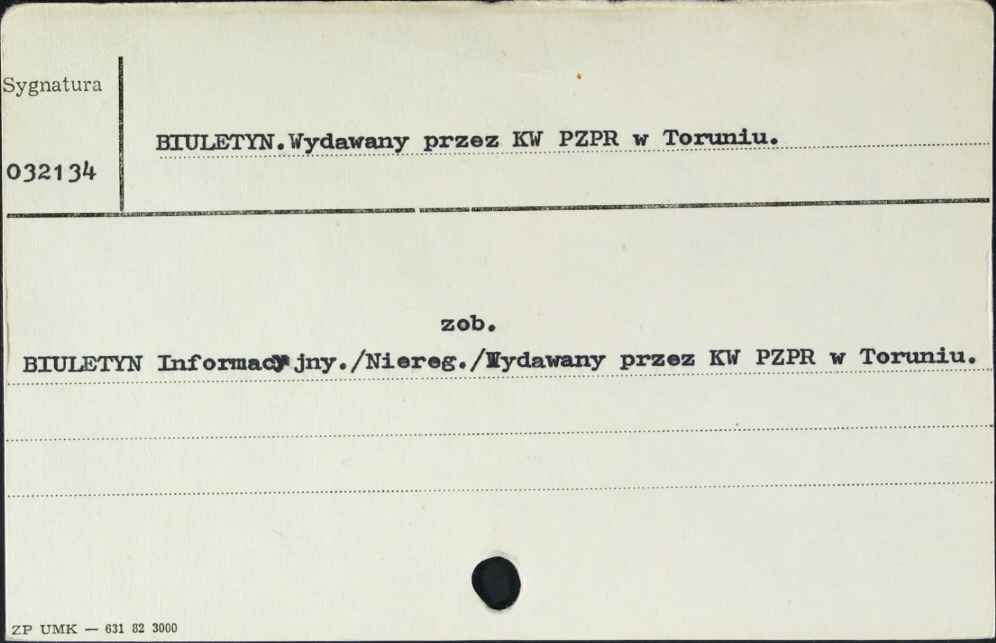 Sygnatura
BIULETYN.Wydawany przez KW PZPR w Toruniu.
032134
zob.
BIULETYN Informacyjny./Niereg./Wydawany przez KW PZPR w Toruniu.
ZP UMK — 631 82 3000